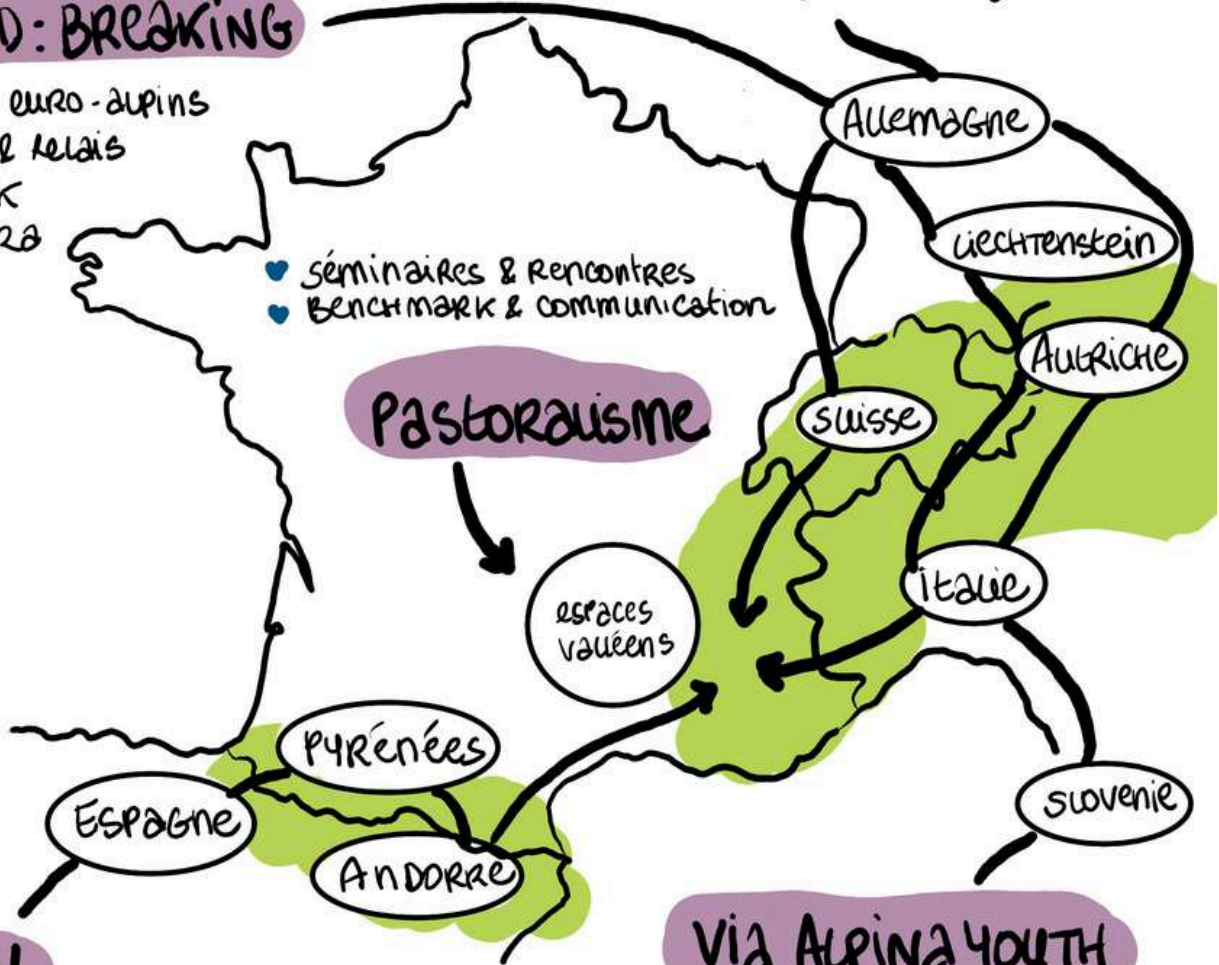 D: BREAKING
euro-alpins
& relais
séminaires & Rencontres
Benchmark & communication
Pastoralisme
espaces
valléens
Allemagne
Liechtenstein
Autriche
Suisse
Italie
Pyrénées
Espagne
Andorre
Slovenie
Via Alpina Youth